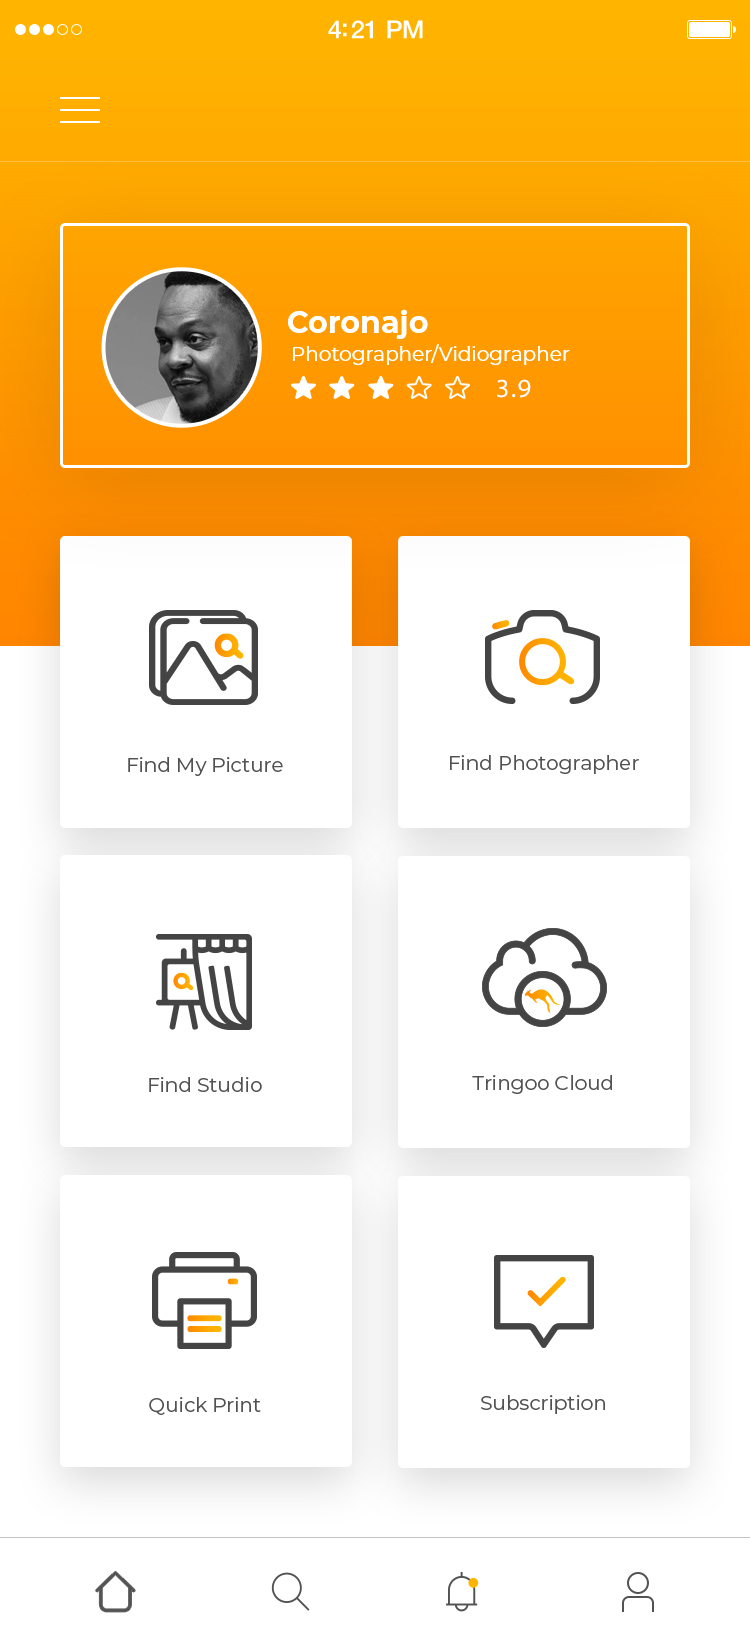 4:21 PM
Coronajo
Photographer/Vidiographer
3.9
Find My Picture
Find Photographer
Find Studio
Tringoo Cloud
Quick Print
Subscription